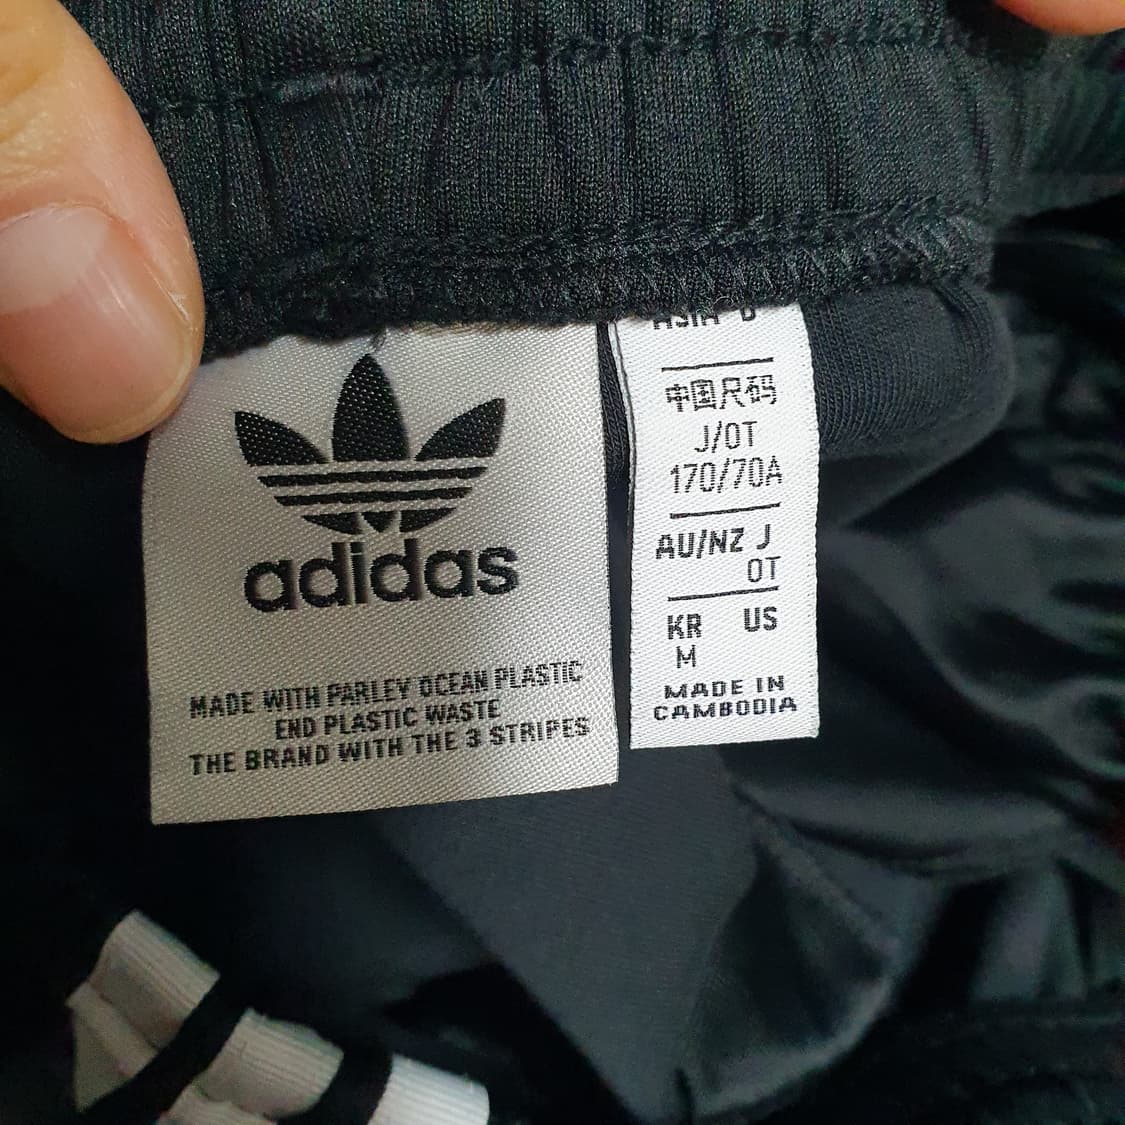 adidas
MADE WITH PARLEY OCEAN PLASTIC
END PLASTIC WASTE
THE BRAND WITH THE 3 STRIPES
中国尺码
J/OT
170/70A
AU/NZ J
OT
KR US
M
MADE IN
CAMBODIA